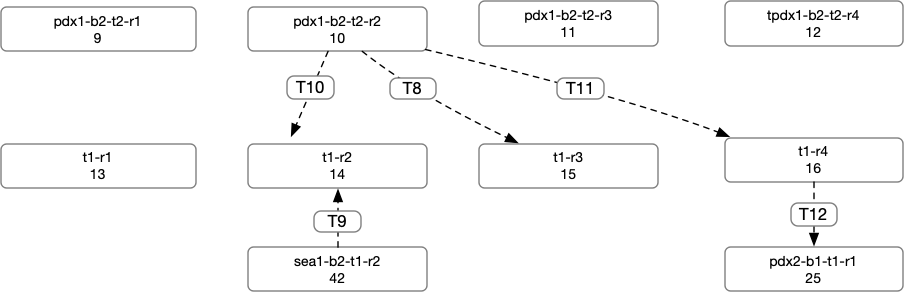 pdx1-b2-t2-r1
9
pdx1-b2-t2-r2
10
pdx1-b2-t2-r3
11
tpdx1-b2-t2-r4
12
T10
T8
T11
t1-r1
13
t1-r2
14
t1-r3
15
t1-r4
16
T9
T12
sea1-b2-t1-r2
42
pdx2-b1-t1-r1
25